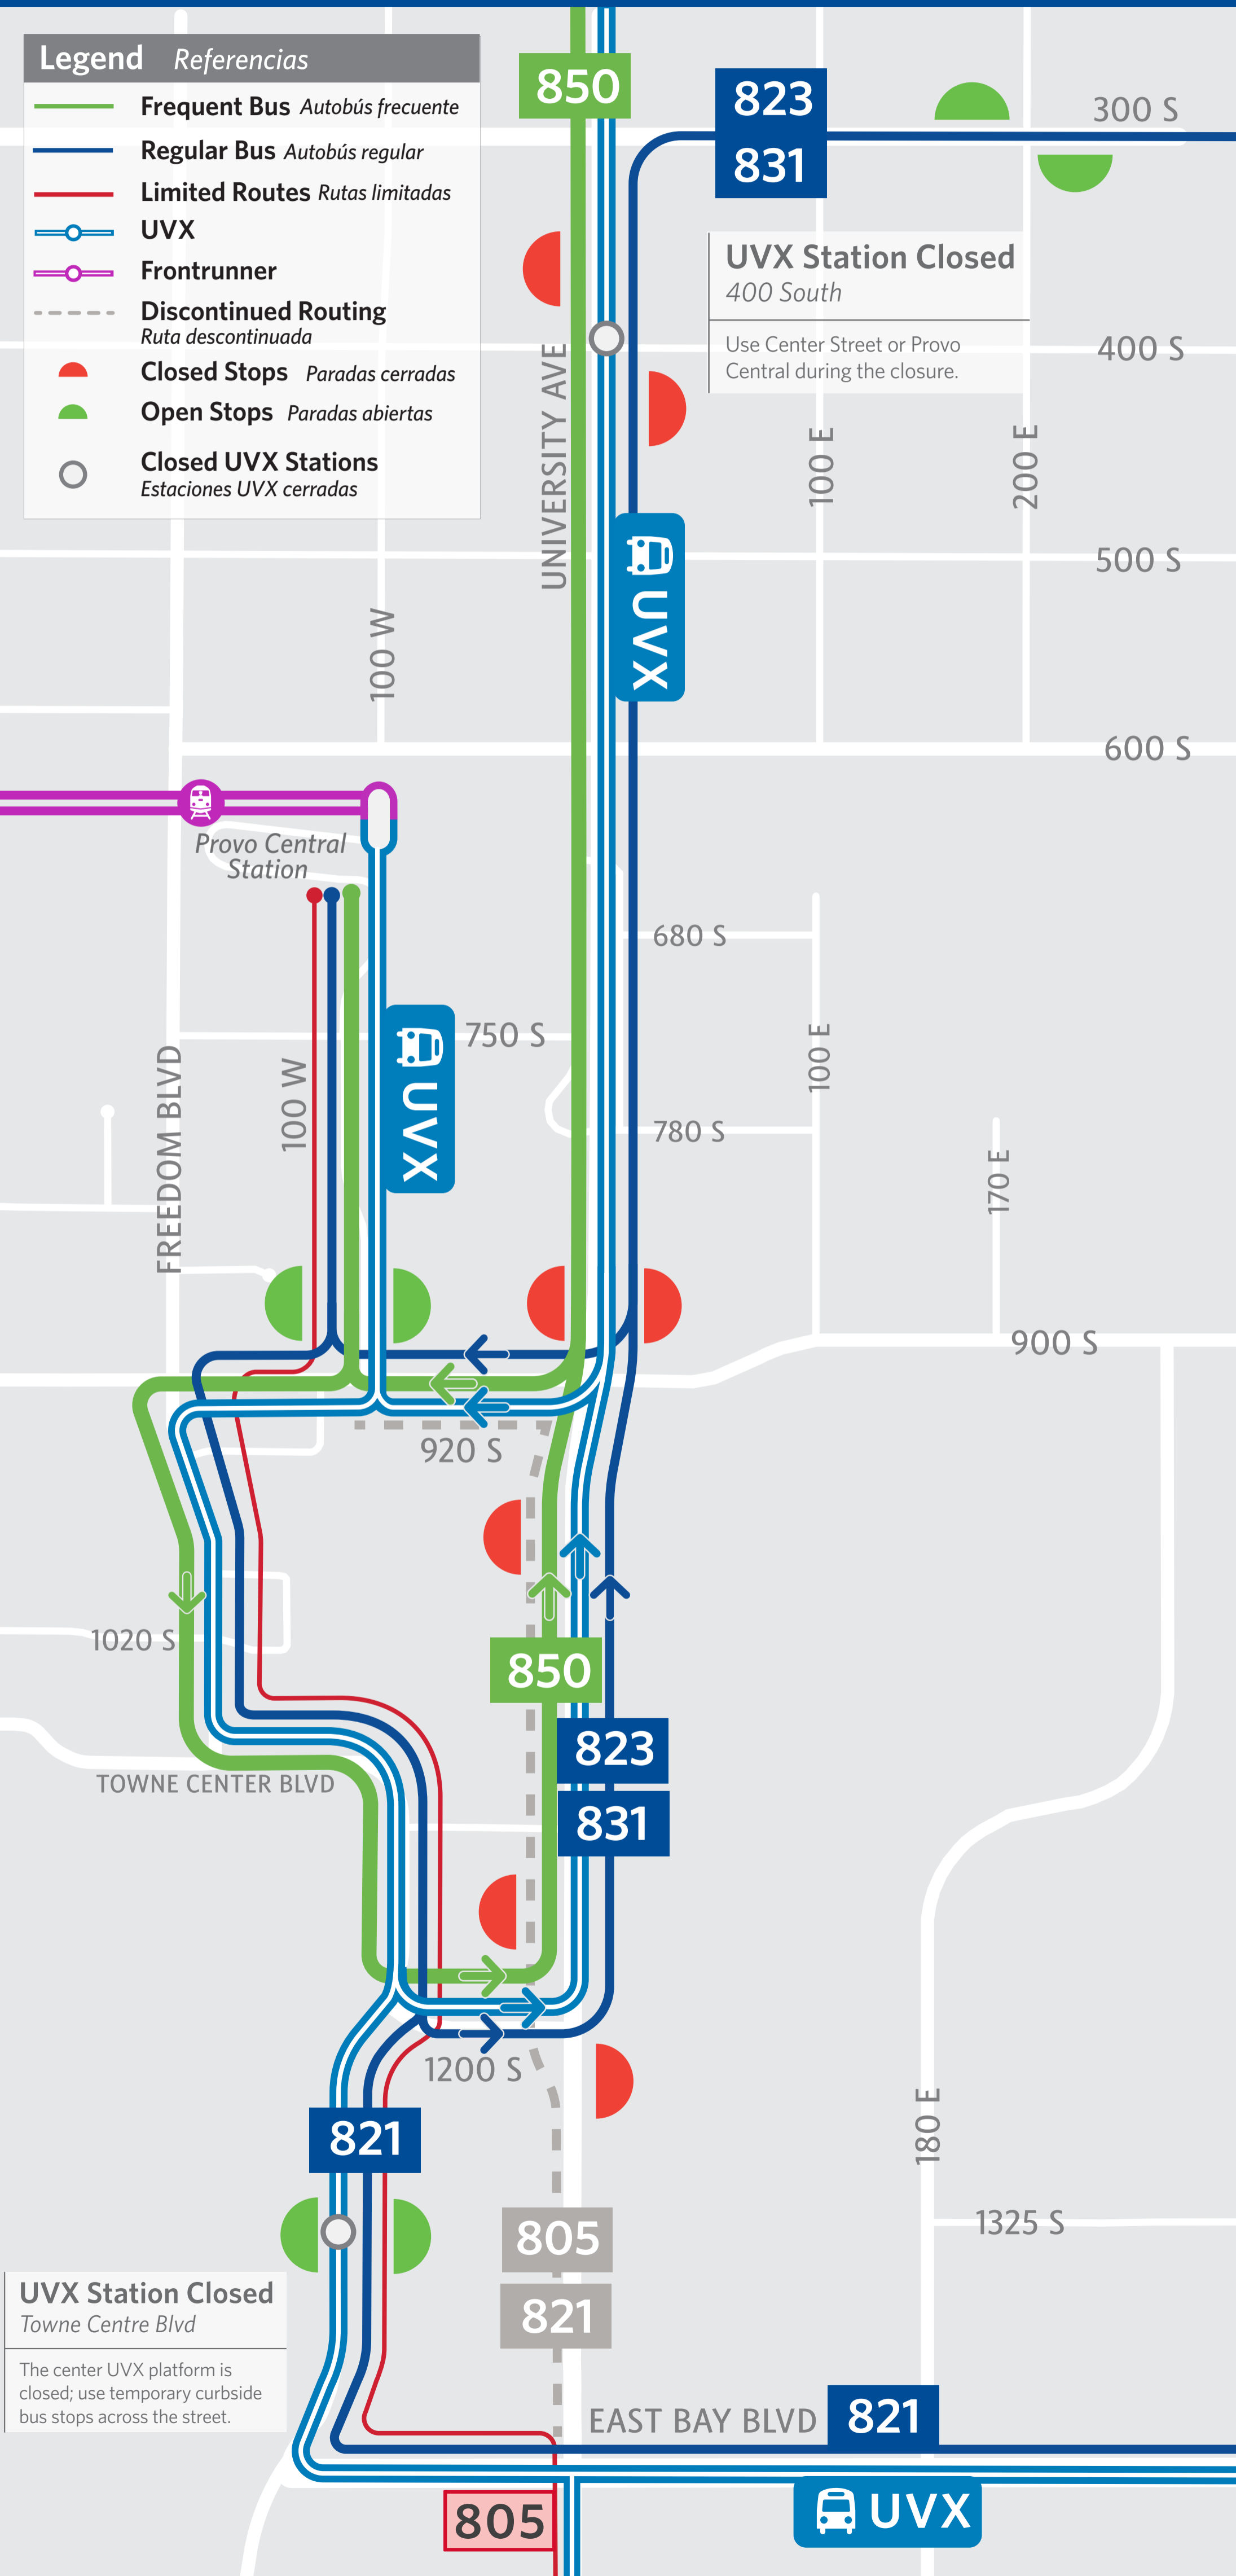 Legend Referencias
Frequent Bus Autobús frecuente
Regular Bus Autobús regular
Limited Routes Rutas limitadas
UVX
Frontrunner
Discontinued Routing
Ruta descontinuada
Closed Stops Paradas cerradas
Open Stops Paradas abiertas
Closed UVX Stations
Estaciones UVX cerradas
850
823
831
300 S
UVX Station Closed
400 South
Use Center Street or Provo
Central during the closure.
400 S
UNIVERSITY AVE
100 E
200 E
500 S
UVX
100 W
600 S
Provo Central
Station
680 S
UVX
750 S
100 E
FREEDOM BLVD
100 W
780 S
170 E
900 S
920 S
1020 S
850
823
TOWNE CENTER BLVD
831
1200 S
821
180 E
805
1325 S
821
UVX Station Closed
Towne Centre Blvd
The center UVX platform is
closed; use temporary curbside
bus stops across the street.
EAST BAY BLVD
821
805
UVX